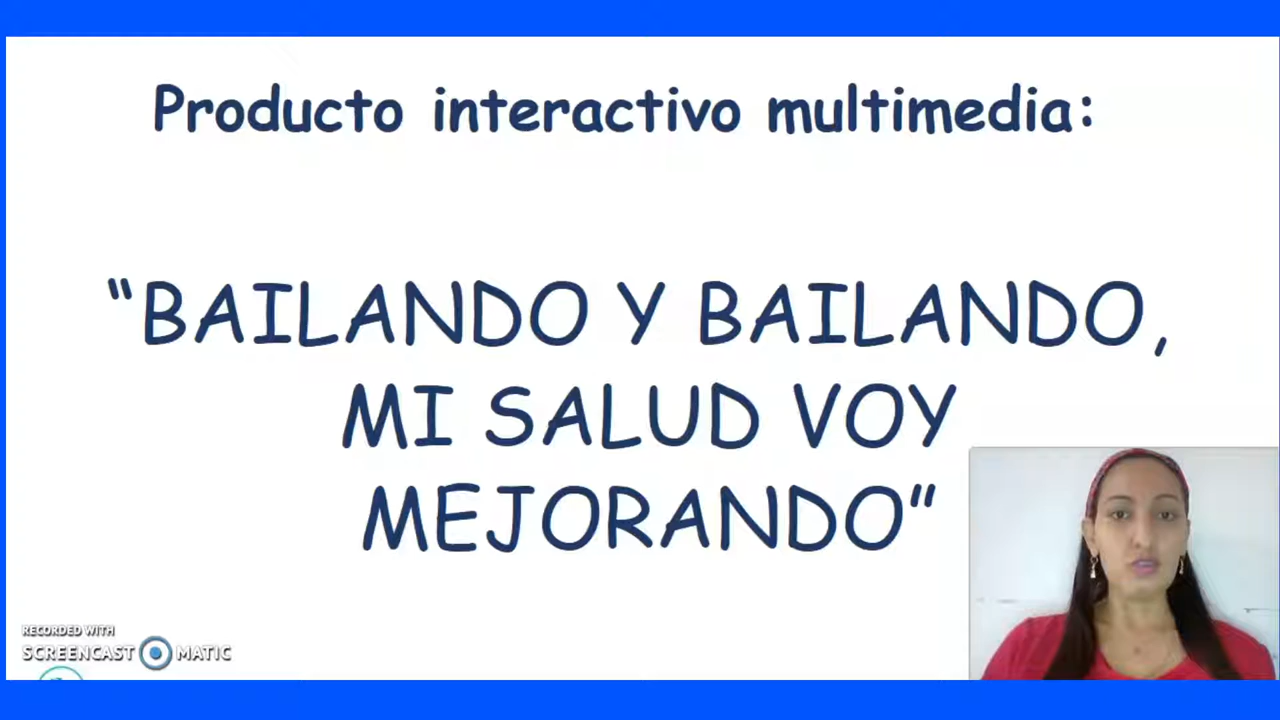 Producto interactivo multimedia:
“BAILANDO Y BAILANDO,
MI SALUD VOY
MEJORANDO”
RECORDED WITH
SCREENCAST MATIC